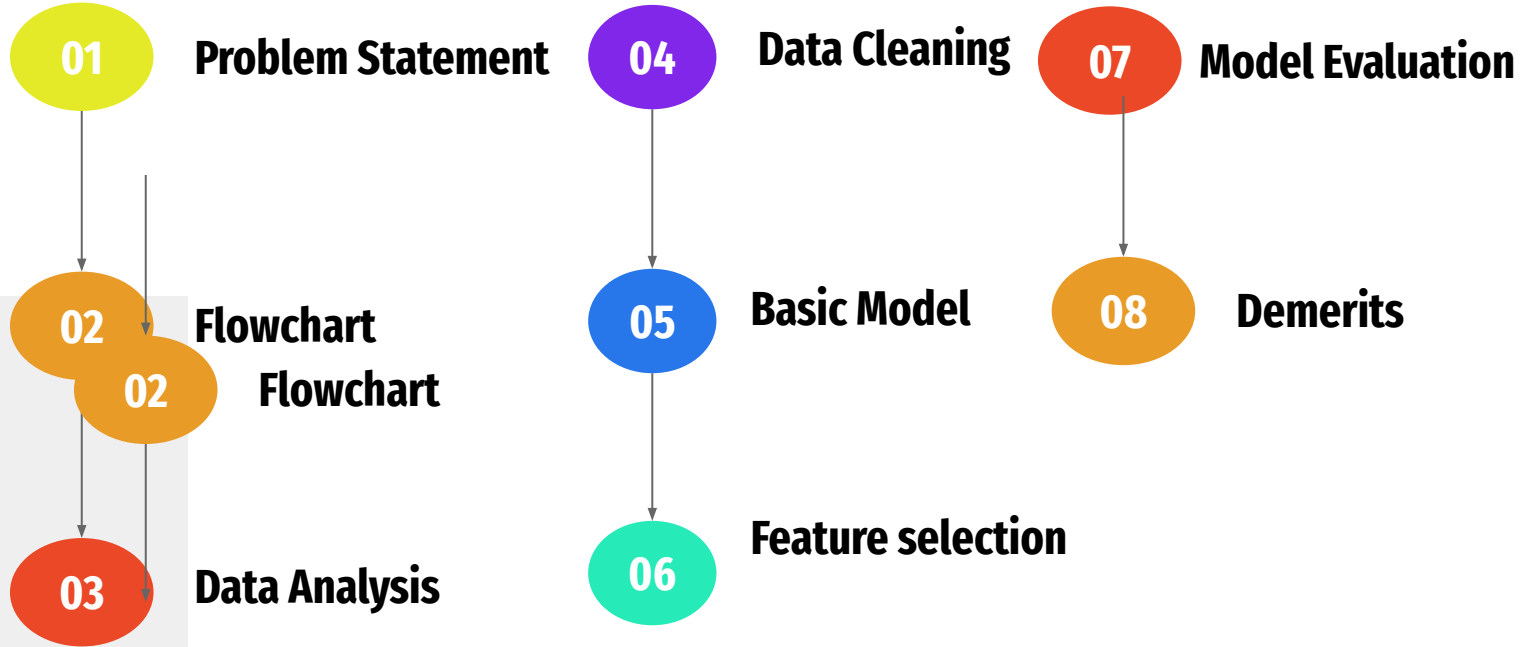 01 Problem Statement
02 Flowchart
02 Flowchart
03 Data Analysis
04 Data Cleaning
05 Basic Model
06 Feature selection
07 Model Evaluation
08 Demerits